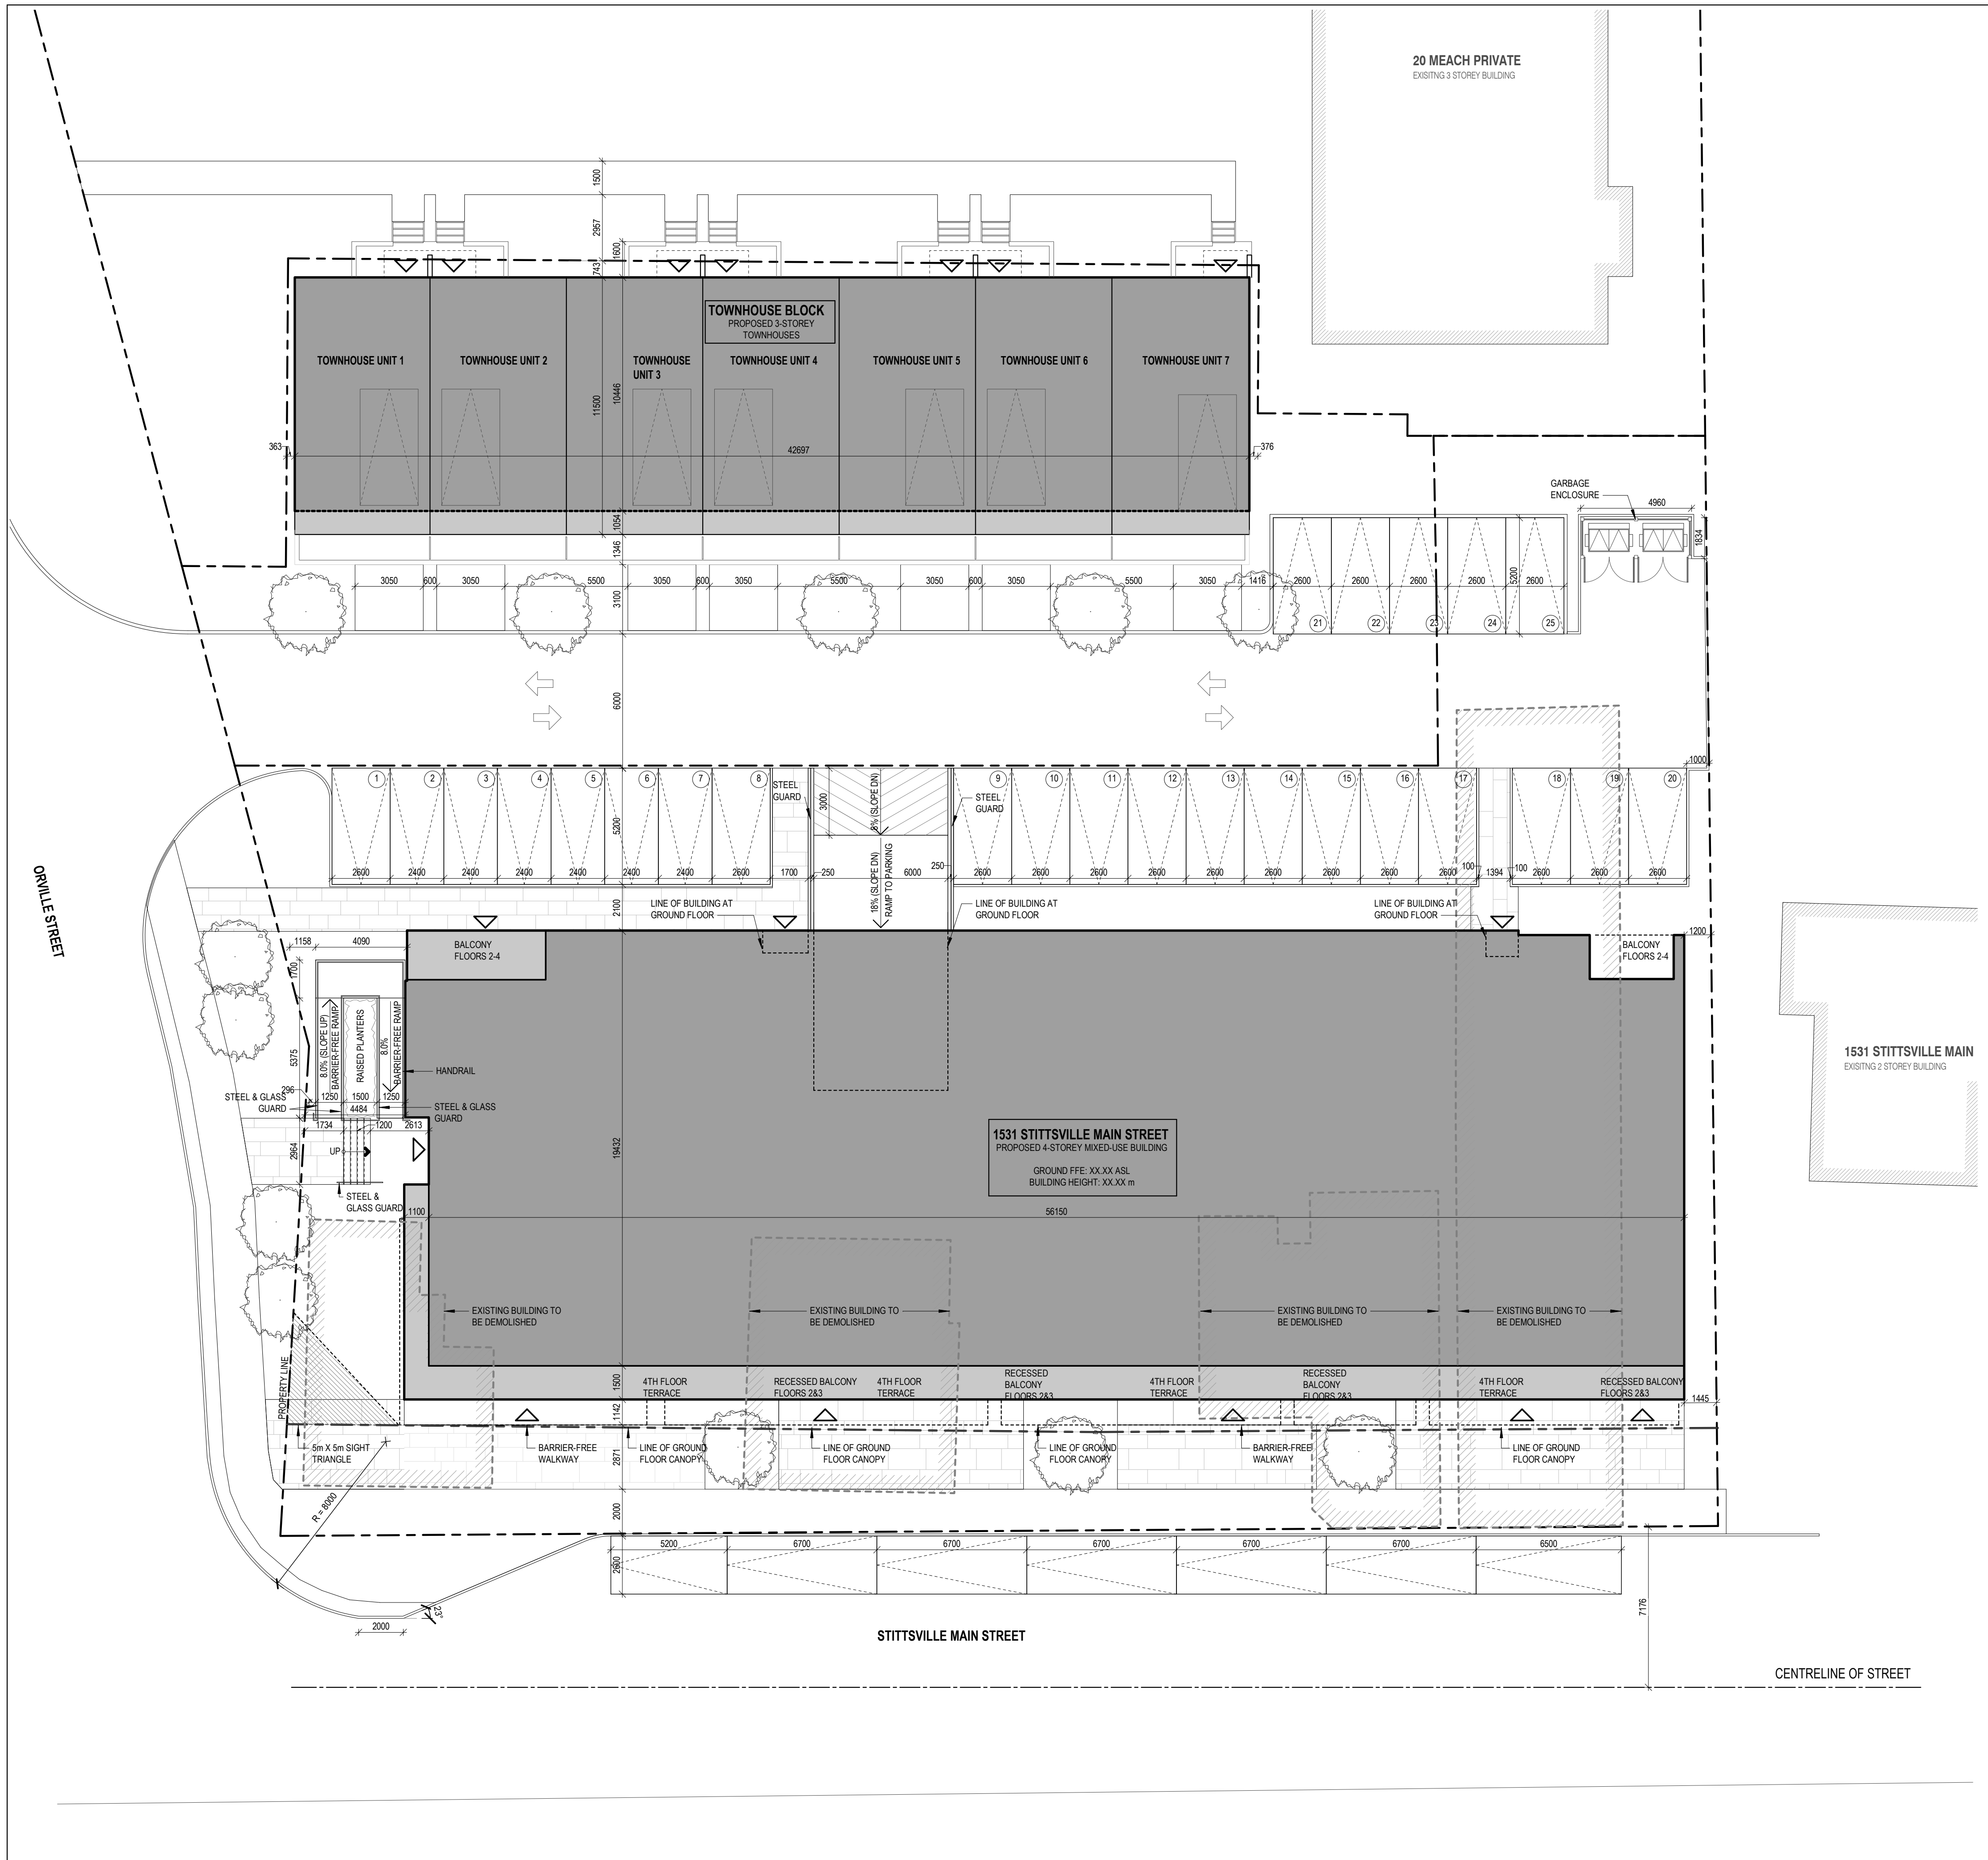 20 MEACH PRIVATE
EXISITNG 3 STOREY BUILDING
1500
2957
1600
743
TOWNHOUSE BLOCK
PROPOSED 3-STOREY
TOWNHOUSES
TOWNHOUSE UNIT 1
TOWNHOUSE UNIT 2
TOWNHOUSE
UNIT 3
TOWNHOUSE UNIT 4
TOWNHOUSE UNIT 5
TOWNHOUSE UNIT 6
TOWNHOUSE UNIT 7
11500
10446
363
42697
376
GARBAGE
ENCLOSURE
4960
1834
1054
1346
3050 600 3050 5500 3050 600 3050 5500 3050 600 3050 5500 3050 1416 2600 2600 2600 2600 5200 2600
3100
21 22 23 24 25
6000
1000
1 2 3 4 5 6 7 8
STEEL
GUARD
3000
8% (SLOPE DN)
STEEL
GUARD
9 10 11 12 13 14 15 16 17 18 19 20
5200
18% (SLOPE DN)
RAMP TO PARKING
2600 2400 2400 2400 2400 2400 2400 2600 1700 250 6000 250 2600 2600 2600 2600 2600 2600 2600 2600 2600 100 1394 100 2600 2600 2600
ORVILLE STREET
2100
LINE OF BUILDING AT
GROUND FLOOR
LINE OF BUILDING AT
GROUND FLOOR
LINE OF BUILDING AT
GROUND FLOOR
1200
1158 4090
BALCONY
FLOORS 2-4
BALCONY
FLOORS 2-4
1700
5375
8.0% (SLOPE UP)
BARRIER-FREE RAMP
RAISED PLANTERS
8.0%
BARRIER-FREE RAMP
HANDRAIL
296
STEEL & GLASS
GUARD
1250 1500 1250
4484
STEEL & GLASS
GUARD
1734 1200 2613
2964
UP
STEEL &
GLASS GUARD
19432
1531 STITTSVILLE MAIN
EXISITNG 2 STOREY BUILDING
1531 STITTSVILLE MAIN STREET
PROPOSED 4-STOREY MIXED-USE BUILDING
GROUND FFE: XX.XX ASL
BUILDING HEIGHT: XX.XX m
1100
56150
EXISTING BUILDING TO
BE DEMOLISHED
EXISTING BUILDING TO
BE DEMOLISHED
EXISTING BUILDING TO
BE DEMOLISHED
EXISTING BUILDING TO
BE DEMOLISHED
PROPERTY LINE
1500
4TH FLOOR
TERRACE
RECESSED BALCONY
FLOORS 2&3
4TH FLOOR
TERRACE
RECESSED
BALCONY
FLOORS 2&3
4TH FLOOR
TERRACE
RECESSED
BALCONY
FLOORS 2&3
4TH FLOOR
TERRACE
RECESSED BALCONY
FLOORS 2&3
1445
1142
5m X 5m SIGHT
TRIANGLE
BARRIER-FREE
WALKWAY
LINE OF GROUND
FLOOR CANOPY
LINE OF GROUND
FLOOR CANOPY
LINE OF GROUND
FLOOR CANOPY
BARRIER-FREE
WALKWAY
LINE OF GROUND
FLOOR CANOPY
2871
R = 8000
2000
5200 6700 6700 6700 6700 6700 6500
2600
23°
2000
7176
STITTSVILLE MAIN STREET
CENTRELINE OF STREET